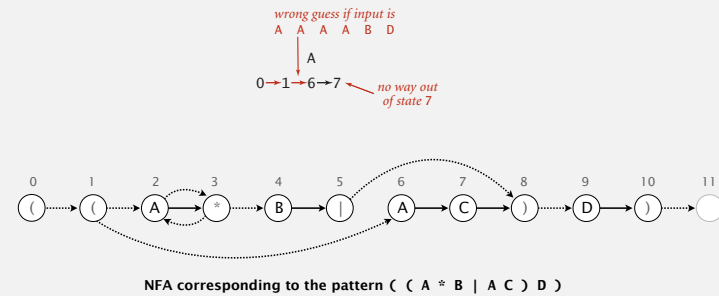 wrong guess if input is
A A A A B D
A
0 1 6 7
no way out
of state 7
0 1 2 3 4 5 6 7 8 9 10 11
( ( A * B | A C ) D )
NFA corresponding to the pattern ( ( A * B | A C ) D )